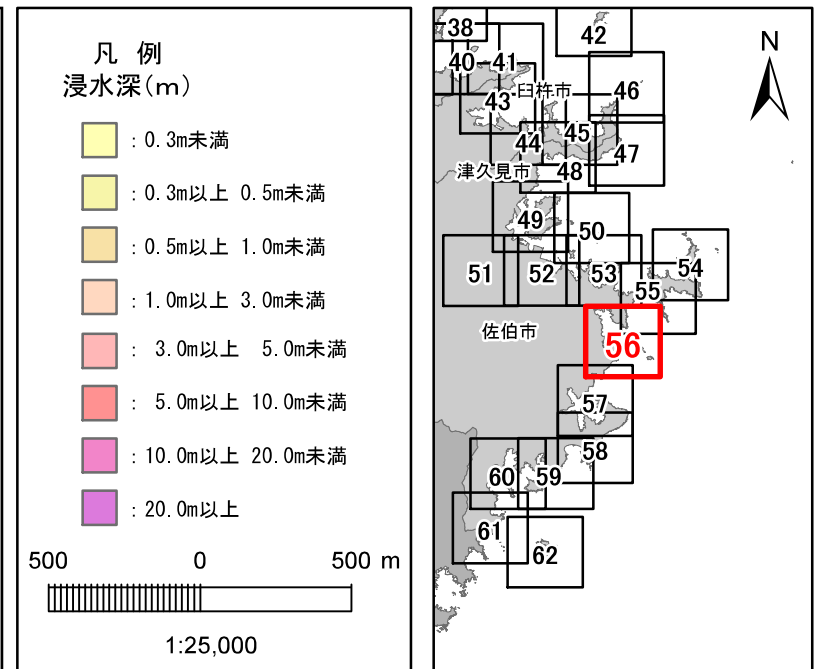 凡 例
浸水深(m)
: 0.3m未満
: 0.3m以上 0.5m未満
: 0.5m以上 1.0m未満
: 1.0m以上 3.0m未満
: 3.0m以上 5.0m未満
: 5.0m以上 10.0m未満
: 10.0m以上 20.0m未満
: 20.0m以上
500 0 500 m
1:25,000
N
38
42
40 41
臼杵市
46
43
45
44
47
津久見市
48
49
50
51 52 53 54
55
佐伯市
56
57
58
60 59
61
62